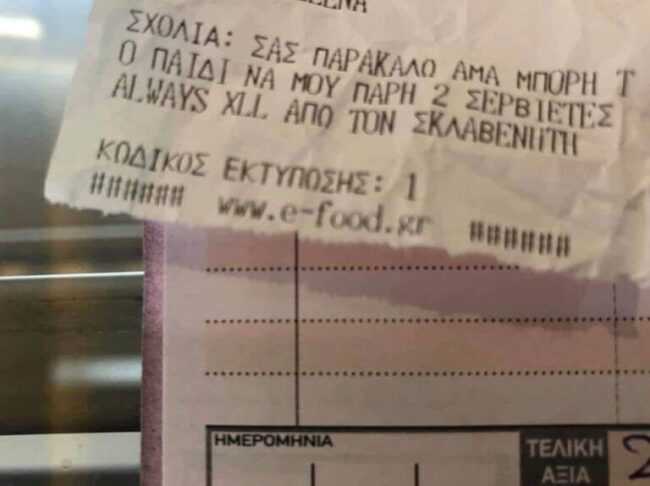 ΣΧΟΛΙΑ: ΣΑΣ ΠΑΡΑΚΑΛΩ ΑΜΑ ΜΠΟΡΗ Τ
Ο ΠΑΙΔΙ ΝΑ ΜΟΥ ΠΑΡΗ 2 ΣΕΡΒΙΕΤΕΣ
ALWAYS XLL ΑΠΟ ΤΟΝ ΣΚΛΑΒΕΝΗΤΗ
ΚΩΔΙΚΟΣ ΕΚΤΥΠΩΣΗΣ: 1
###### www.e-food.gr ######
ΗΜΕΡΟΜΗΝΙΑ
ΤΕΛΙΚΗ
ΑΞΙΑ